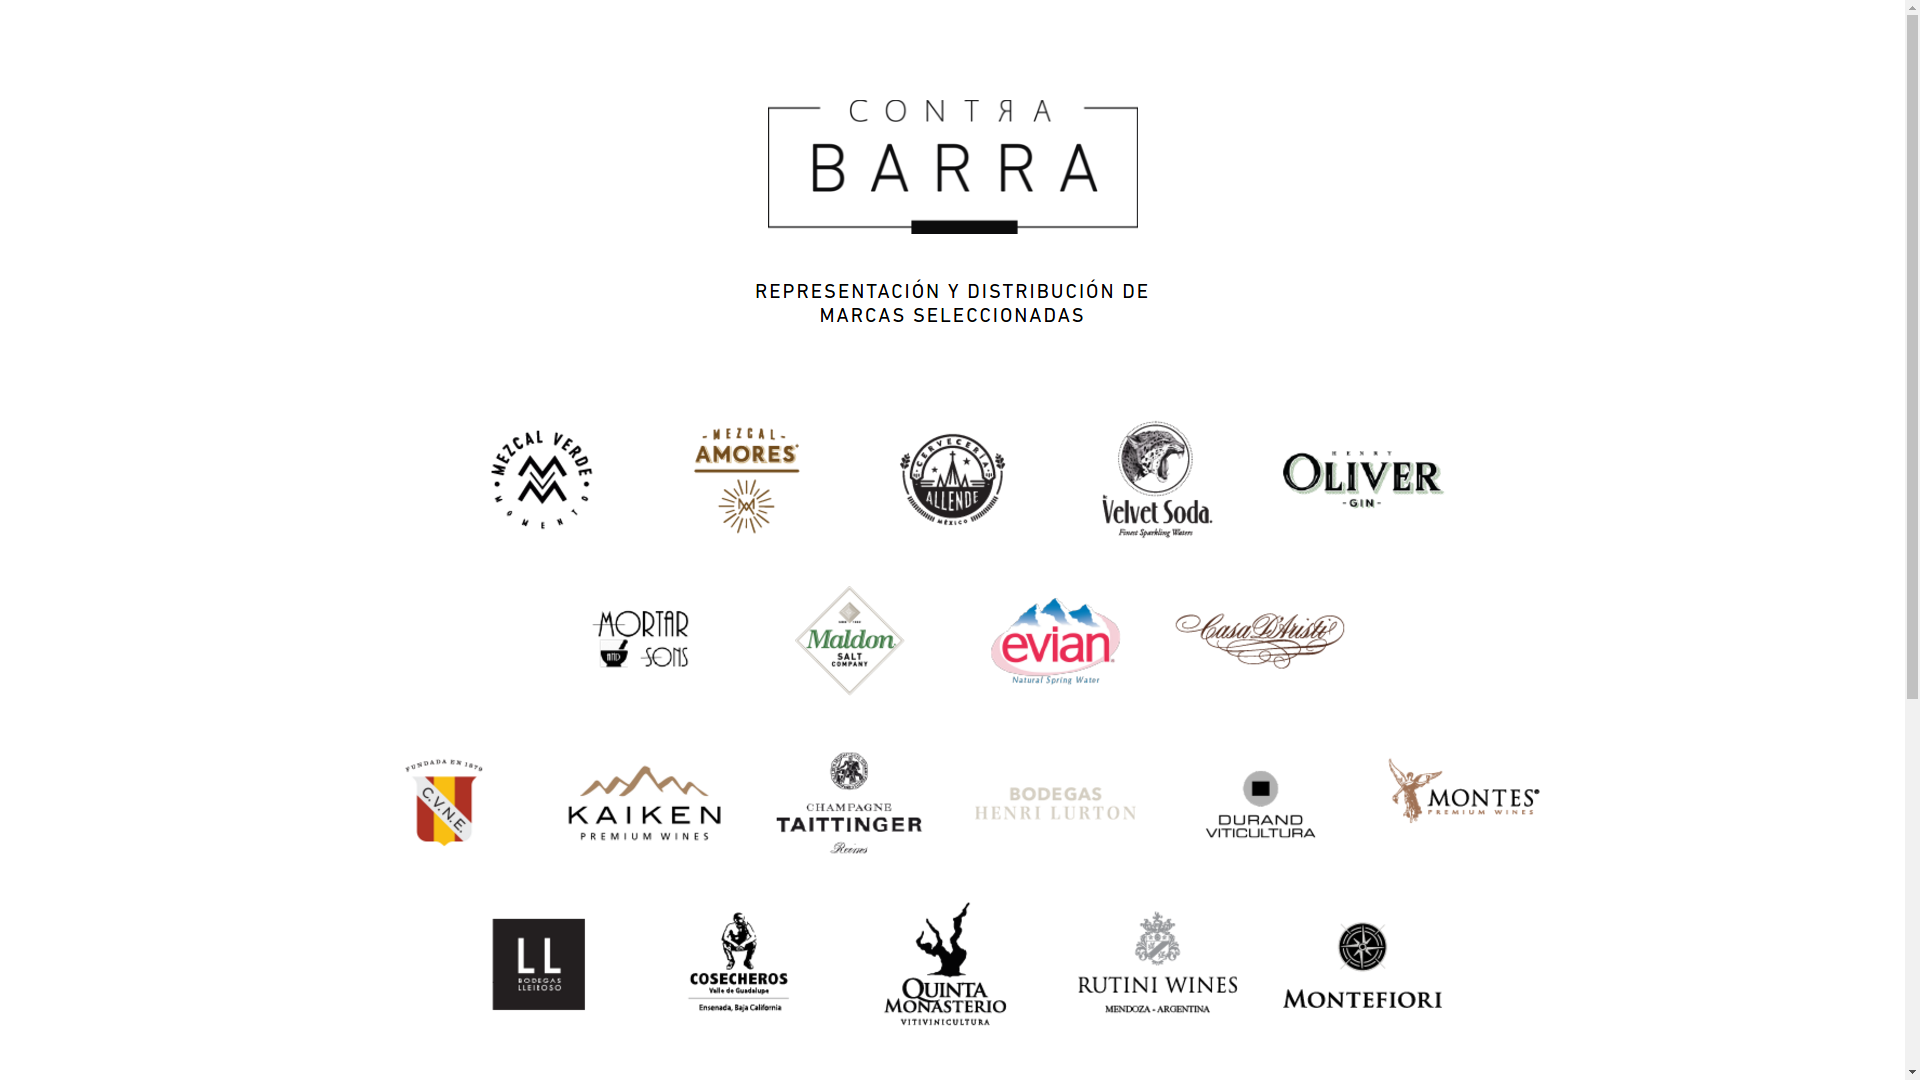 CONTRA
BARRA
REPRESENTACIÓN Y DISTRIBUCIÓN DE
MARCAS SELECCIONADAS
MEZCAL VERDE
MOMENTO
-MEZCAL-
AMORES
CERVECERÍA
ALLENDE
MÉXICO
Velvet Soda.
Finest Sparkling Waters
HENRY
OLIVER
-GIN-
MORTAR
AND
SONS
Maldon
SALT
COMPANY
evian
Natural Spring Water
Casa D'Aristi
FUNDADA EN 1879
C.V.N.E.
KAIKEN
PREMIUM WINES
CHAMPAGNE
TAITTINGER
Reims
BODEGAS
HENRI LURTON
DURAND
VITICULTURA
MONTES
PREMIUM WINES
LL
BODEGAS
LLEIROSO
COSECHEROS
Valle de Guadalupe
Ensenada, Baja California
QUINTA
MONASTERIO
VITIVINICULTURA
RUTINI WINES
MENDOZA - ARGENTINA
MONTEFIORI